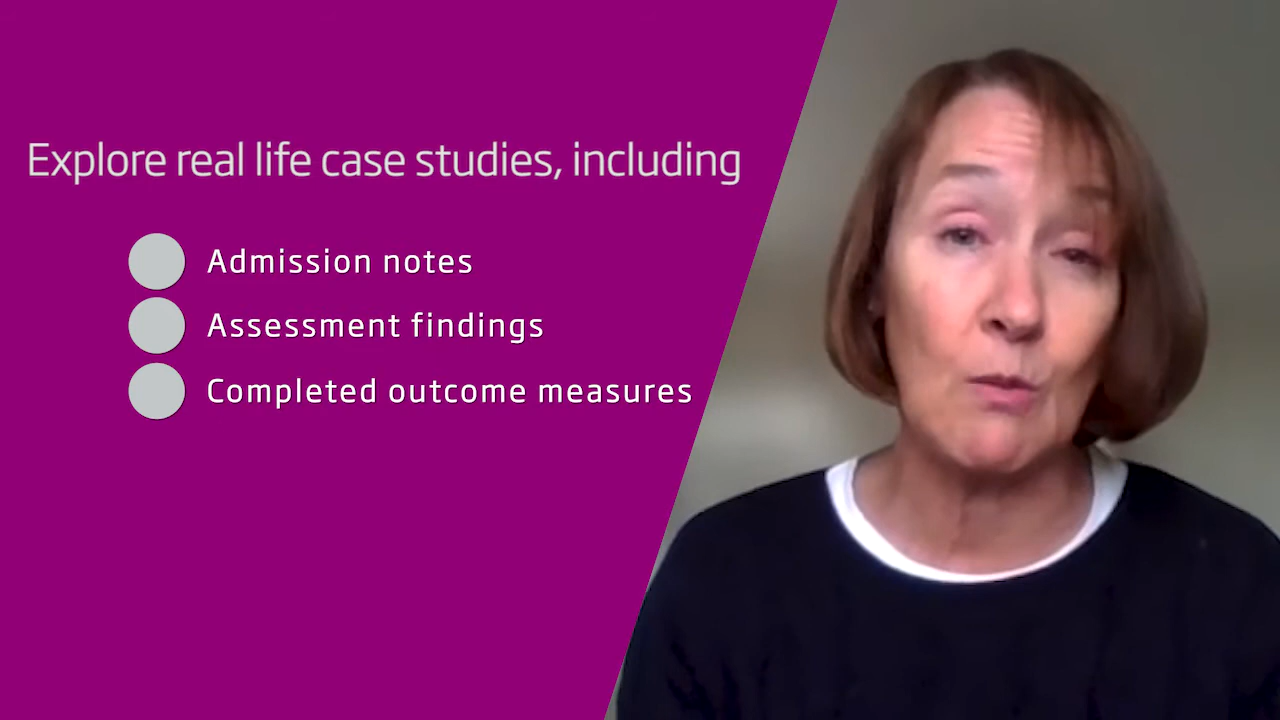 Explore real life case studies, including
Admission notes
Assessment findings
Completed outcome measures